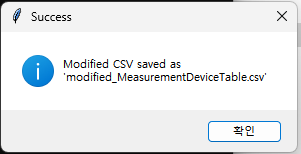 Success
Modified CSV saved as
'modified_MeasurementDeviceTable.csv'
확인